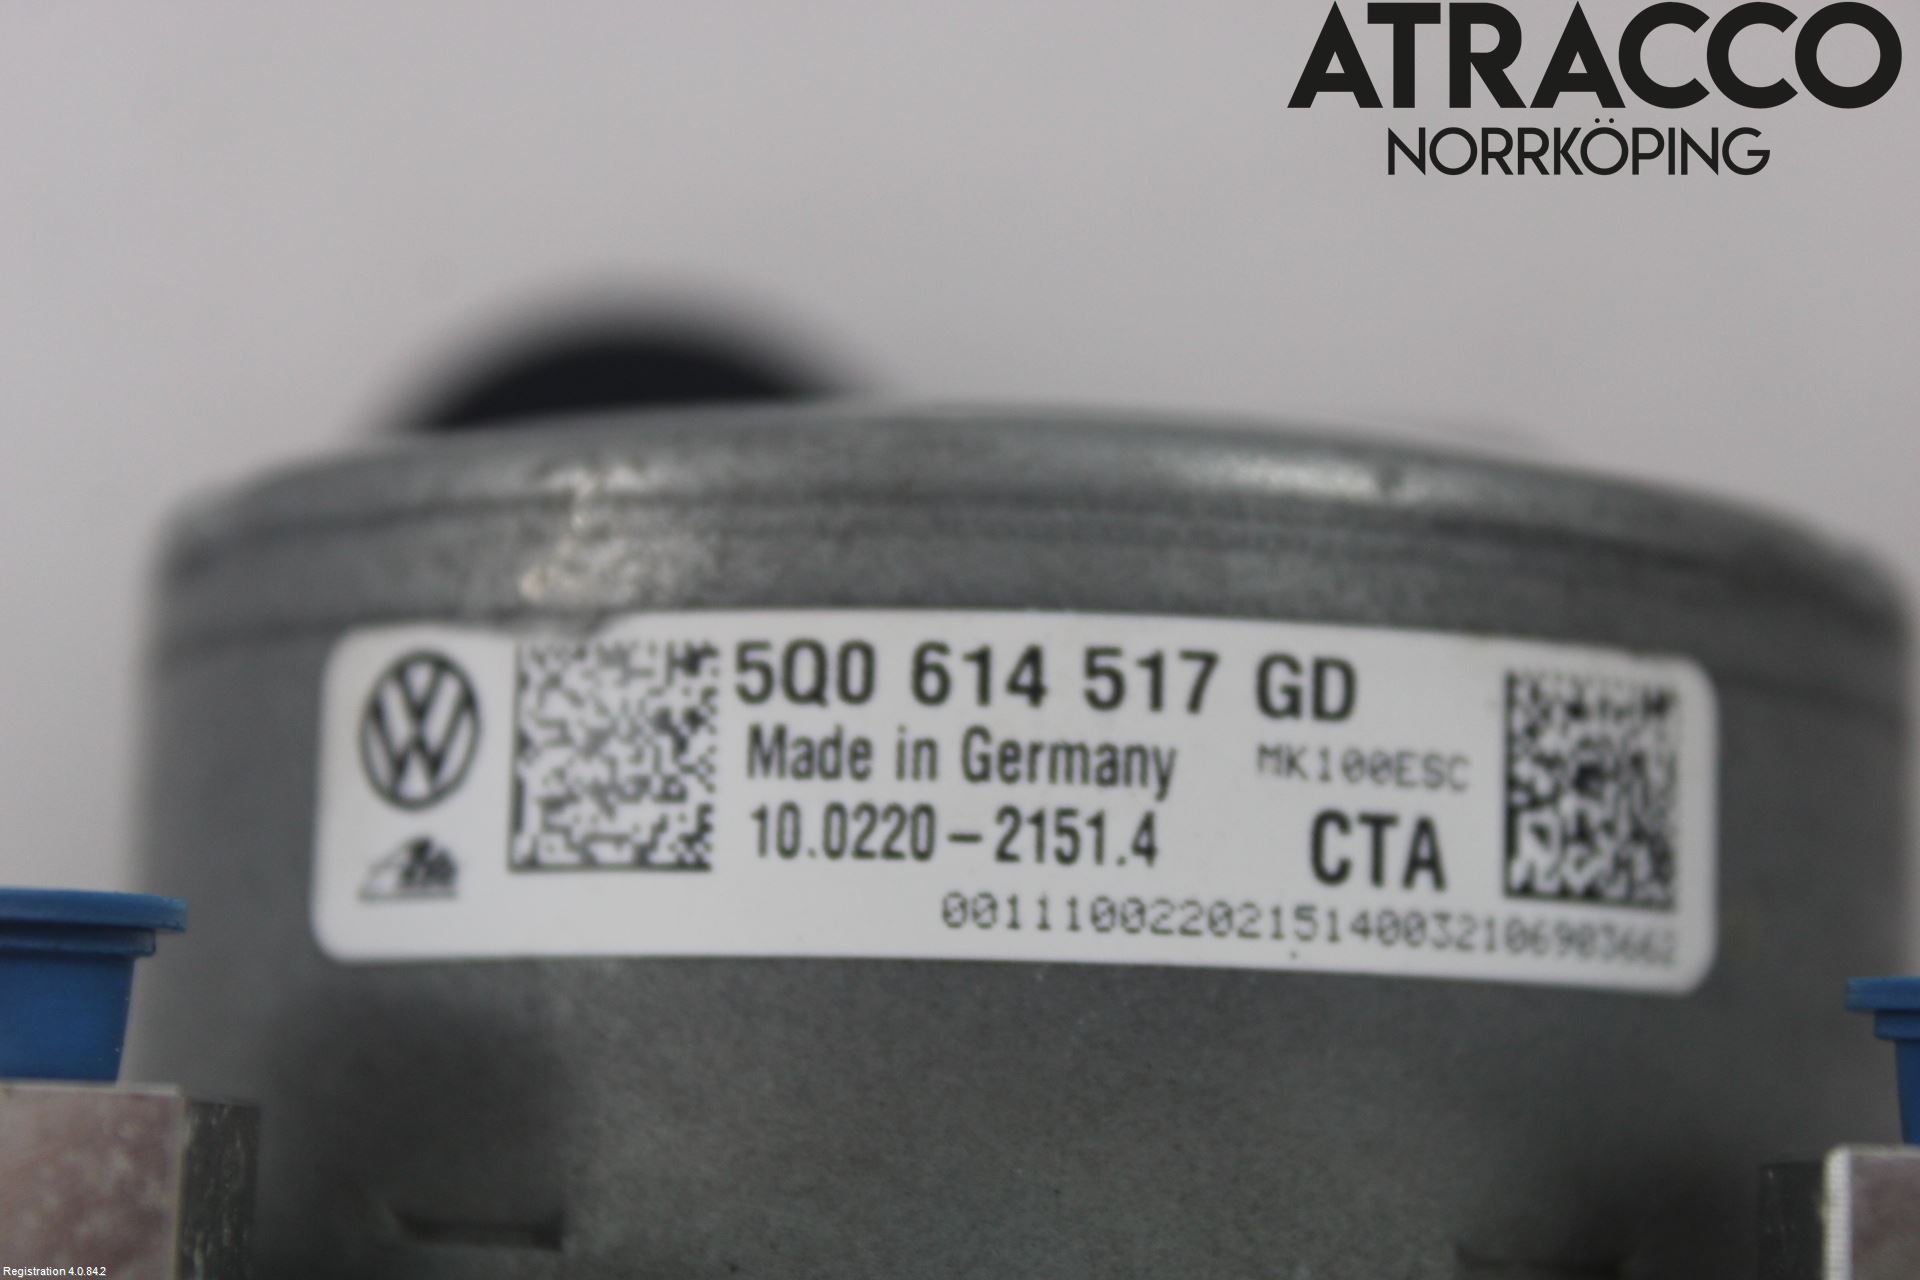 ATRACCO
NORRKÖPING
5Q0 614 517 GD
Made in Germany
MK100ESC
10.0220-2151.4
CTA
0011100220215140032106903662
Registration 4.0.84.2